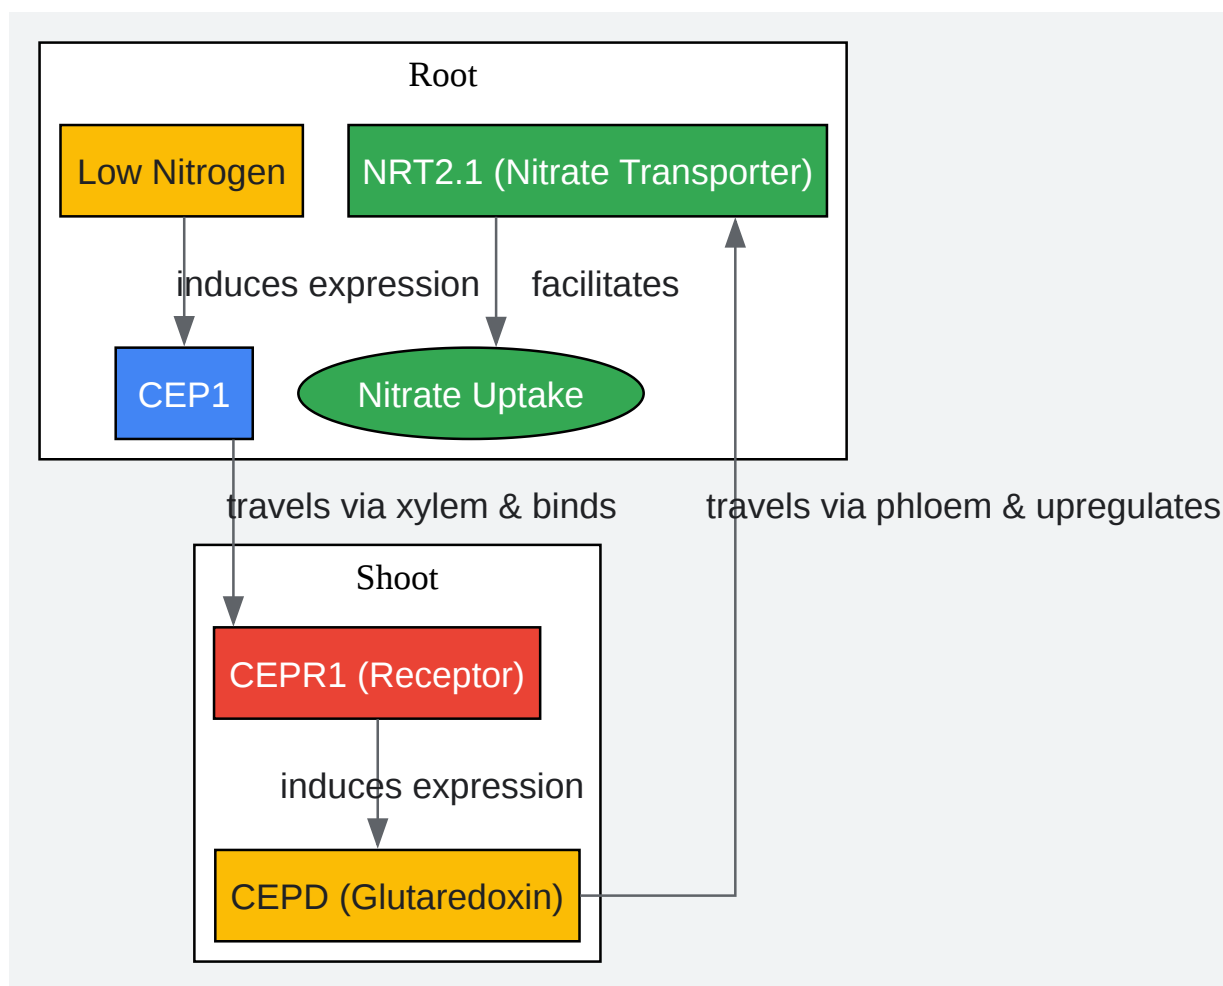 Root
Low Nitrogen
NRT2.1 (Nitrate Transporter)
induces expression
facilitates
CEP1
Nitrate Uptake
travels via xylem & binds
travels via phloem & upregulates
Shoot
CEPR1 (Receptor)
induces expression
CEPD (Glutaredoxin)